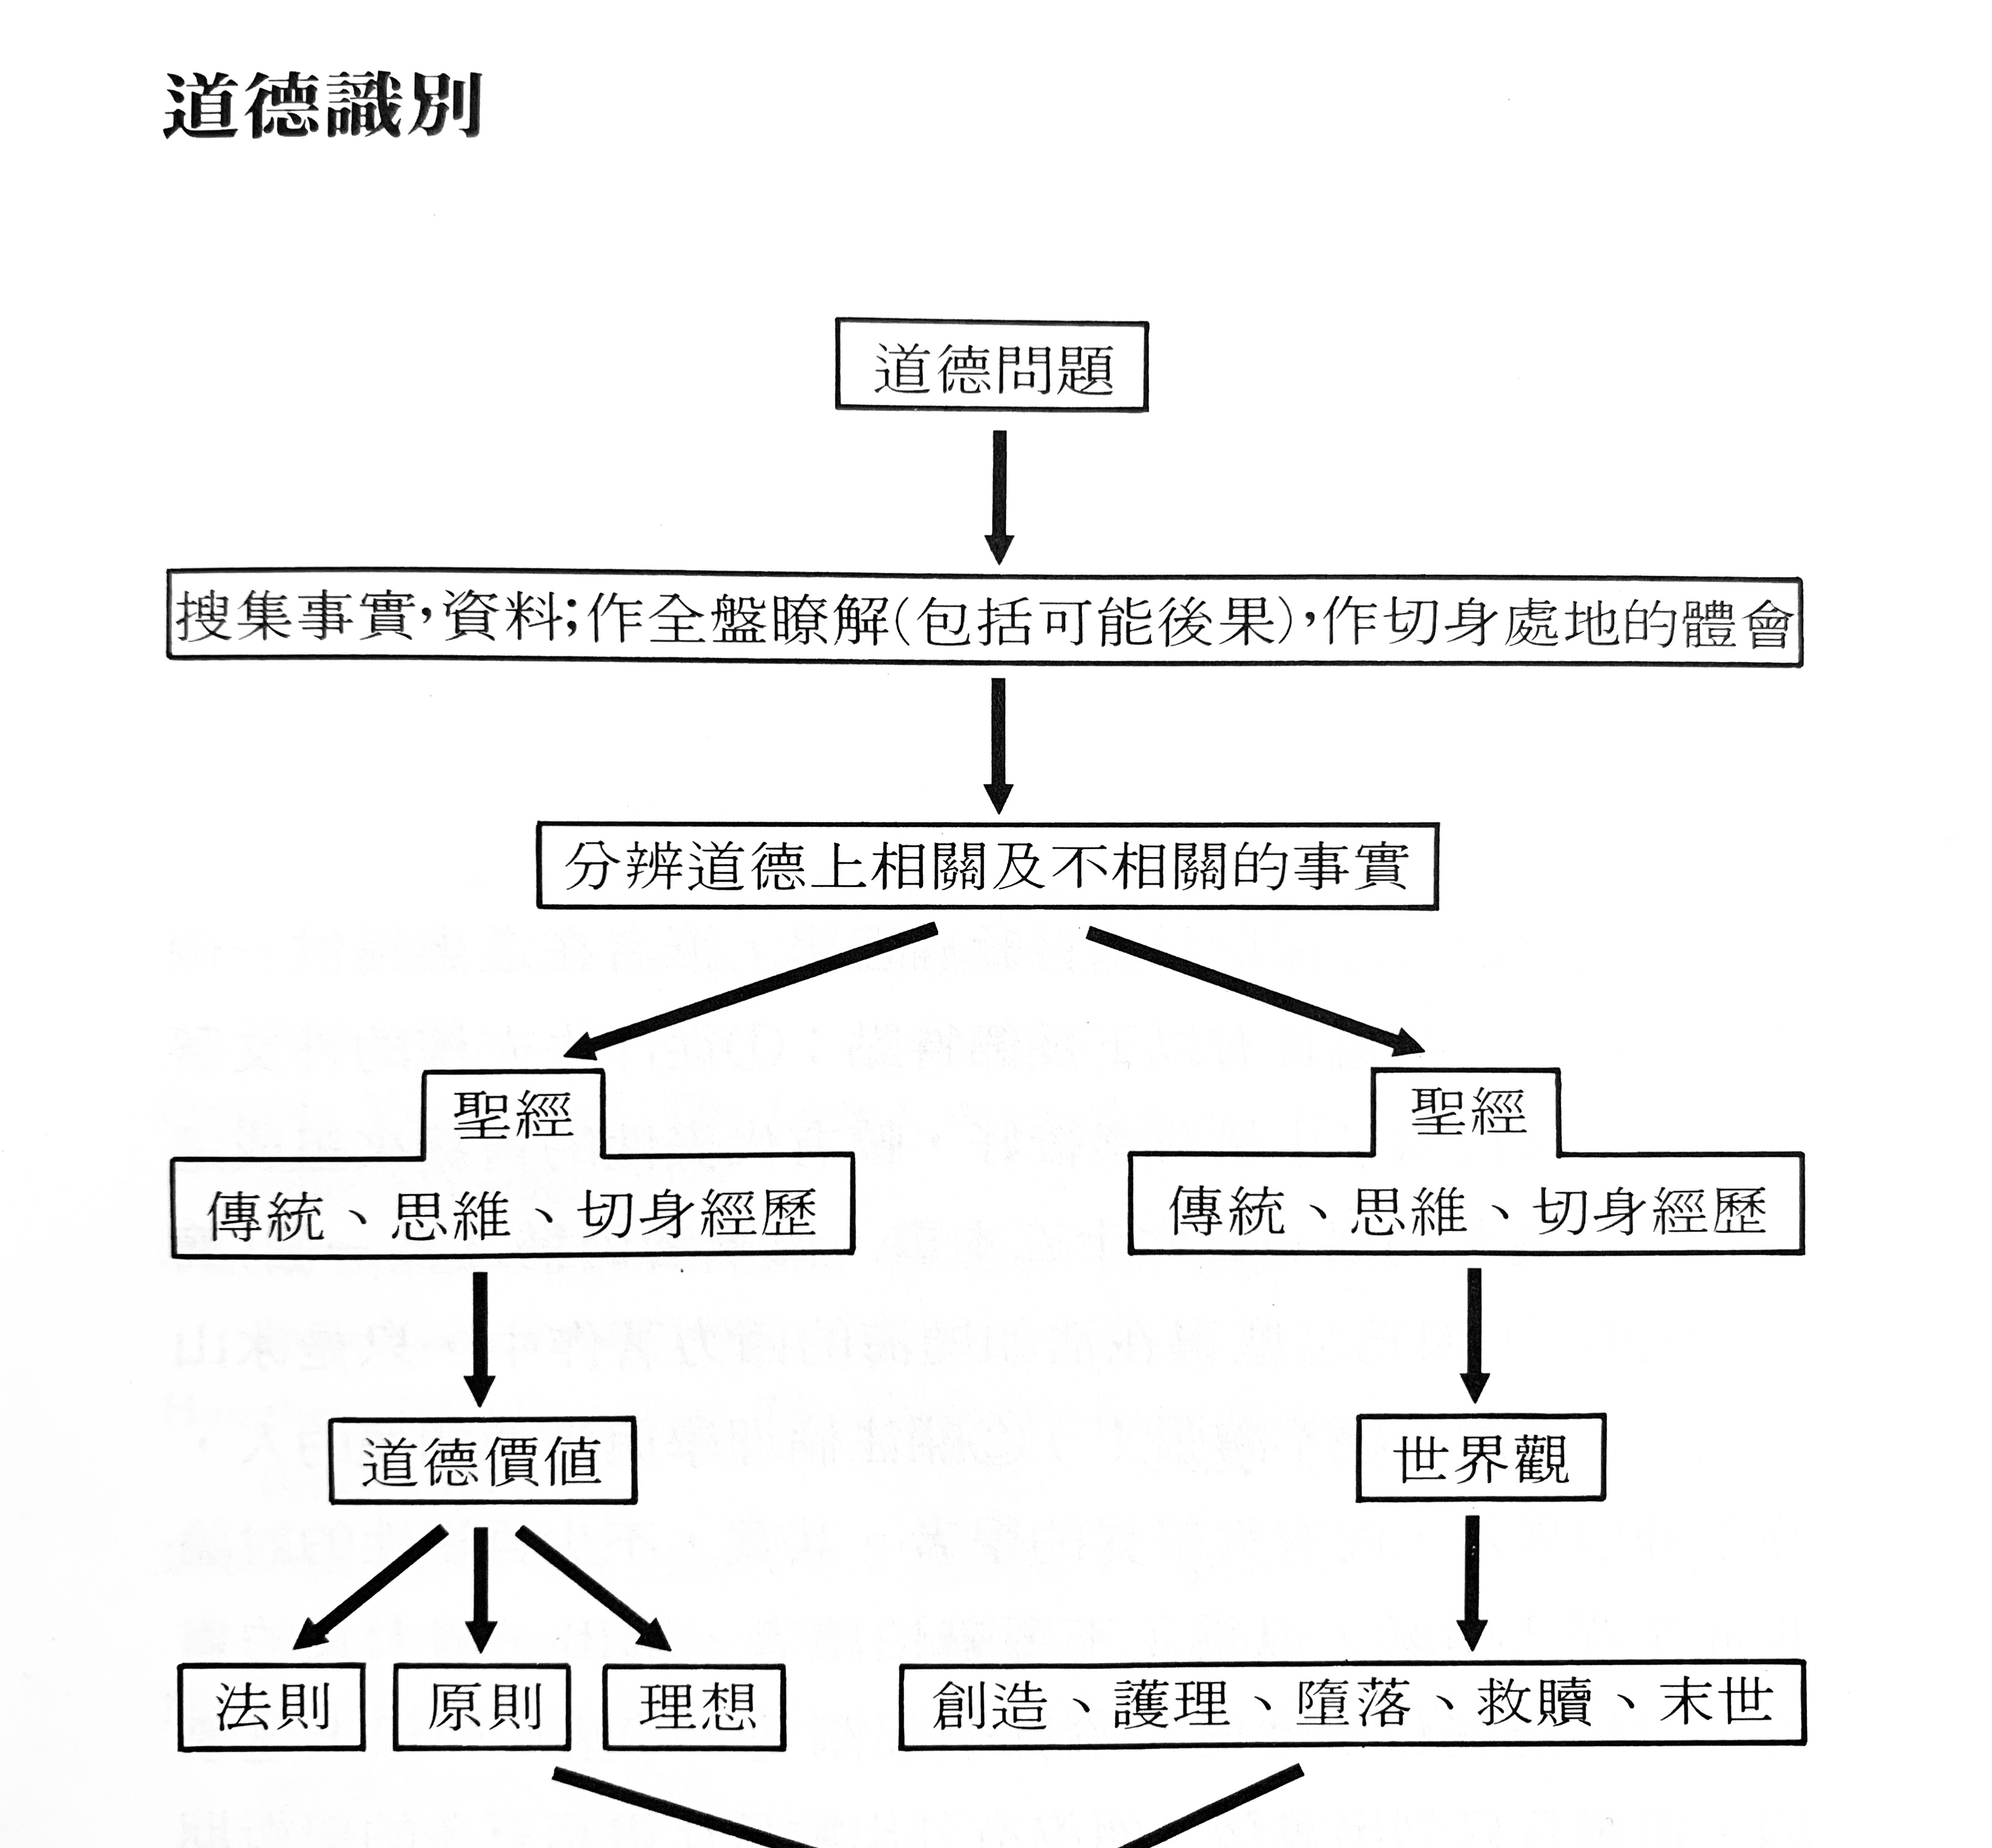 道德識別
道德問題
搜集事實,資料;作全盤瞭解(包括可能後果),作切身處地的體會
分辨道德上相關及不相關的事實
聖經
傳統、思維、切身經歷
聖經
傳統、思維、切身經歷
道德價值
世界觀
法則
原則
理想
創造、護理、墮落、救贖、末世